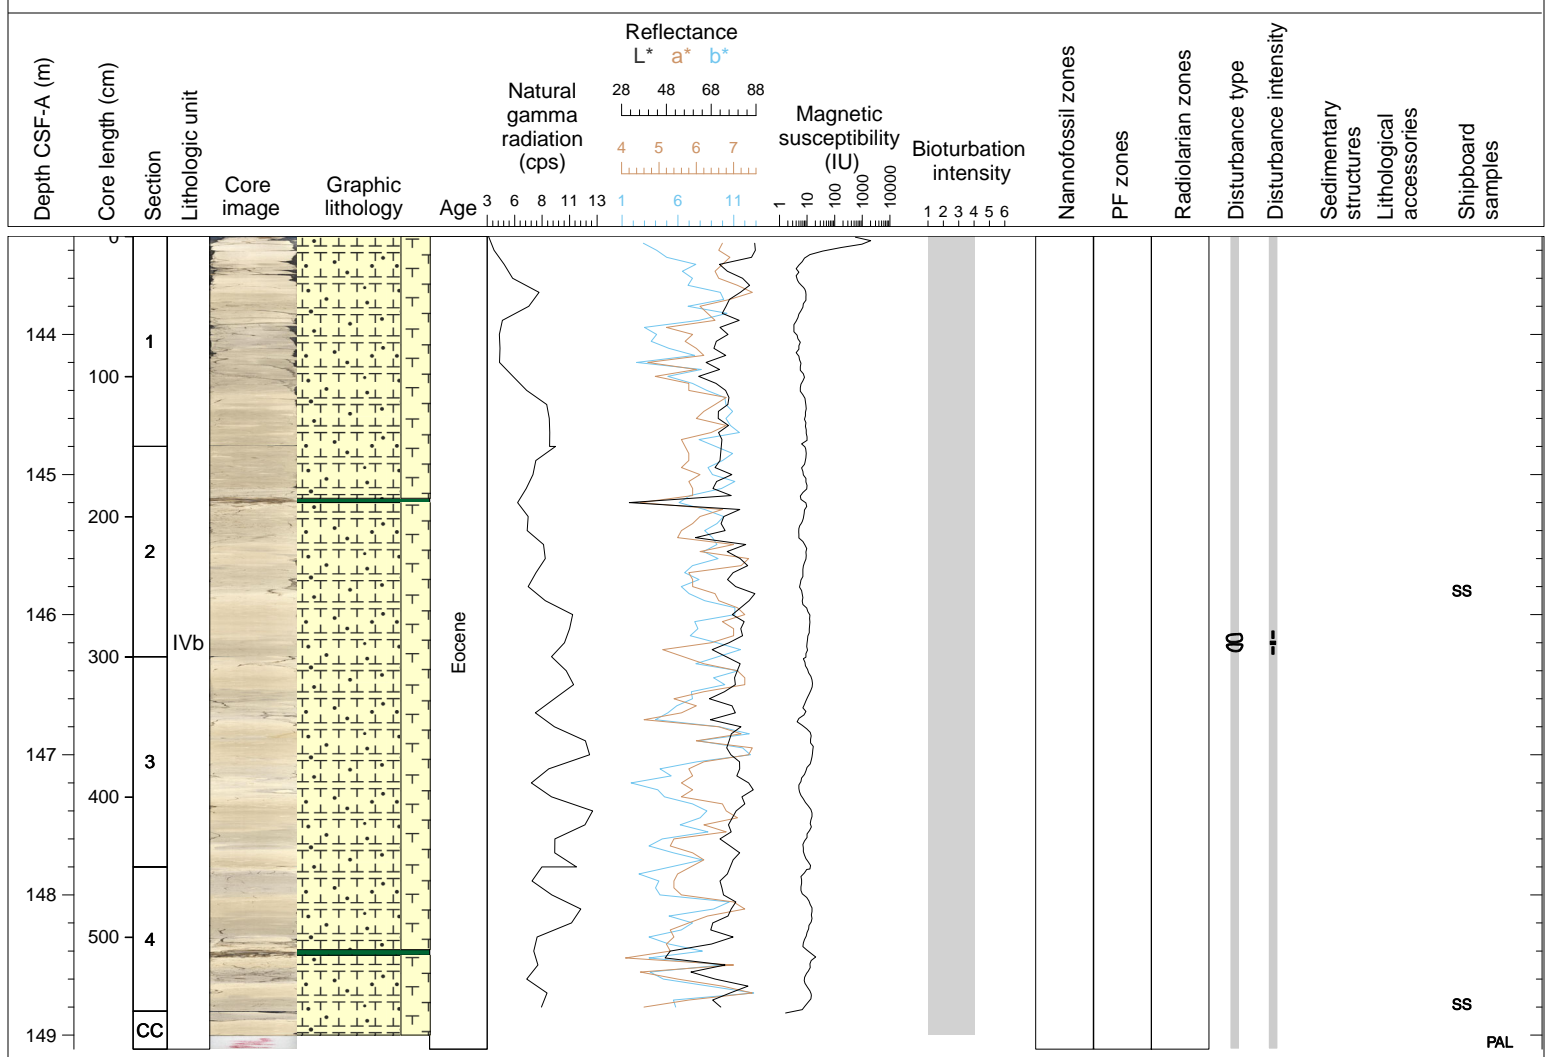 Depth CSF-A (m)
Core length (cm)
Section
Lithologic unit
Core
image
Graphic
lithology
Age
Natural
gamma
radiation
(cps)
3 6 8 11 13
Reflectance
L* a* b*
28 48 68 88
4 5 6 7
1 6 11
Magnetic
susceptibility
(IU)
1 10 100 1000 10000
Bioturbation
intensity
1 2 3 4 5 6
Nannofossil zones
PF zones
Radiolarian zones
Disturbance type
Disturbance intensity
Sedimentary
structures
Lithological
accessories
Shipboard
samples
0
144
1
100
145
200
2
SS
146
IVb
300
Eocene
147
3
400
148
500
4
SS
CC
149
PAL